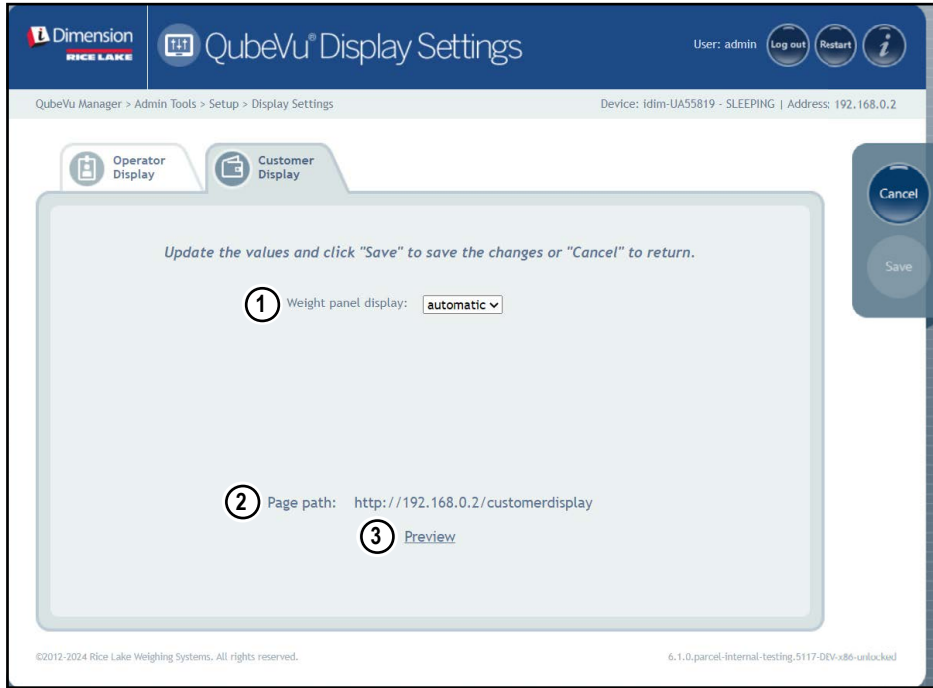 i Dimension
RICE LAKE
QubeVu® Display Settings
User: admin
Log out
Restart
i
QubeVu Manager > Admin Tools > Setup > Display Settings
Device: idim-UA55819 - SLEEPING | Address: 192.168.0.2
Operator
Display
Customer
Display
Cancel
Save
Update the values and click "Save" to save the changes or "Cancel" to return.
1 Weight panel display: automatic
2 Page path: http://192.168.0.2/customerdisplay
3 Preview
©2012-2024 Rice Lake Weighing Systems. All rights reserved.
6.1.0.parcel-internal-testing.5117-DEV-x86-unlocked